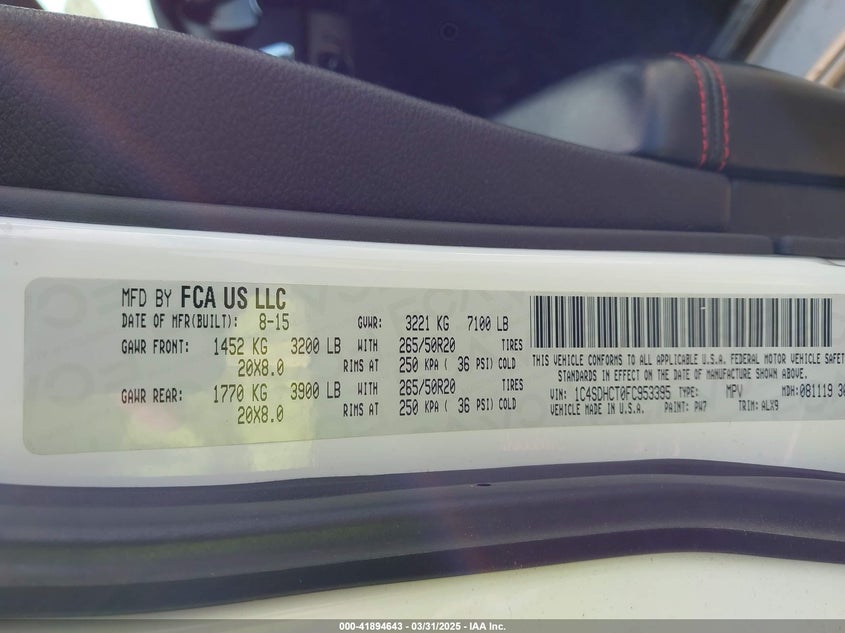 MFD BY FCA US LLC
DATE OF MFR(BUILT): 8-15 GVWR: 3221 KG 7100 LB
GAWR FRONT: 1452 KG 3200 LB WITH 265/50R20 TIRES
20X8.0 RIMS AT 250 KPA ( 36 PSI) COLD
GAWR REAR: 1770 KG 3900 LB WITH 265/50R20 TIRES
20X8.0 RIMS AT 250 KPA ( 36 PSI) COLD
THIS VEHICLE CONFORMS TO ALL APPLICABLE U.S.A. FEDERAL MOTOR VEHICLE SAFET
STANDARDS IN EFFECT ON THE DATE OF MANUFACTURE SHOWN ABOVE.
VIN: 1C4SDHCT0FC953395 TYPE: MPV MDH:081119 30
VEHICLE MADE IN U.S.A. PAINT: PW7 TRIM: ALX9
000-41894643 - 03/31/2025 - IAA Inc.